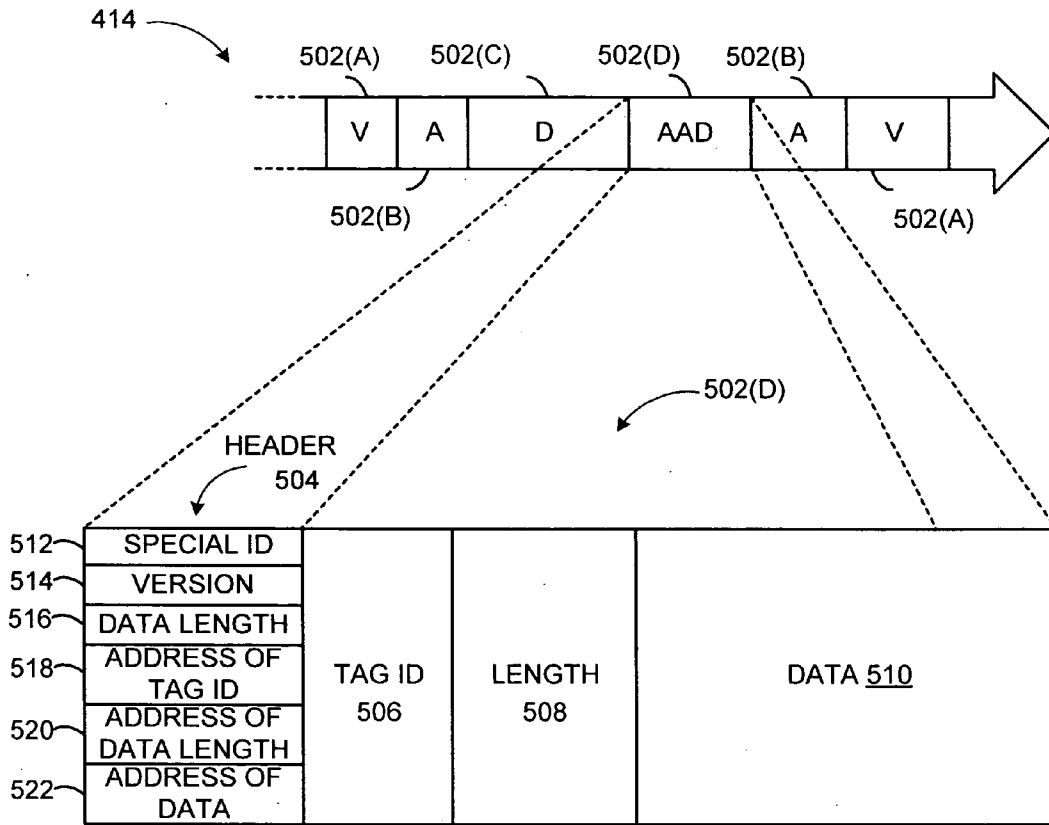 414
502(A) 502(C) 502(D) 502(B)
V A D AAD A V
502(B) 502(A)
502(D)
HEADER
504
512 SPECIAL ID
514 VERSION
516 DATA LENGTH
518 ADDRESS OF
TAG ID
520 ADDRESS OF
DATA LENGTH
522 ADDRESS OF
DATA
TAG ID
506
LENGTH
508
DATA 510